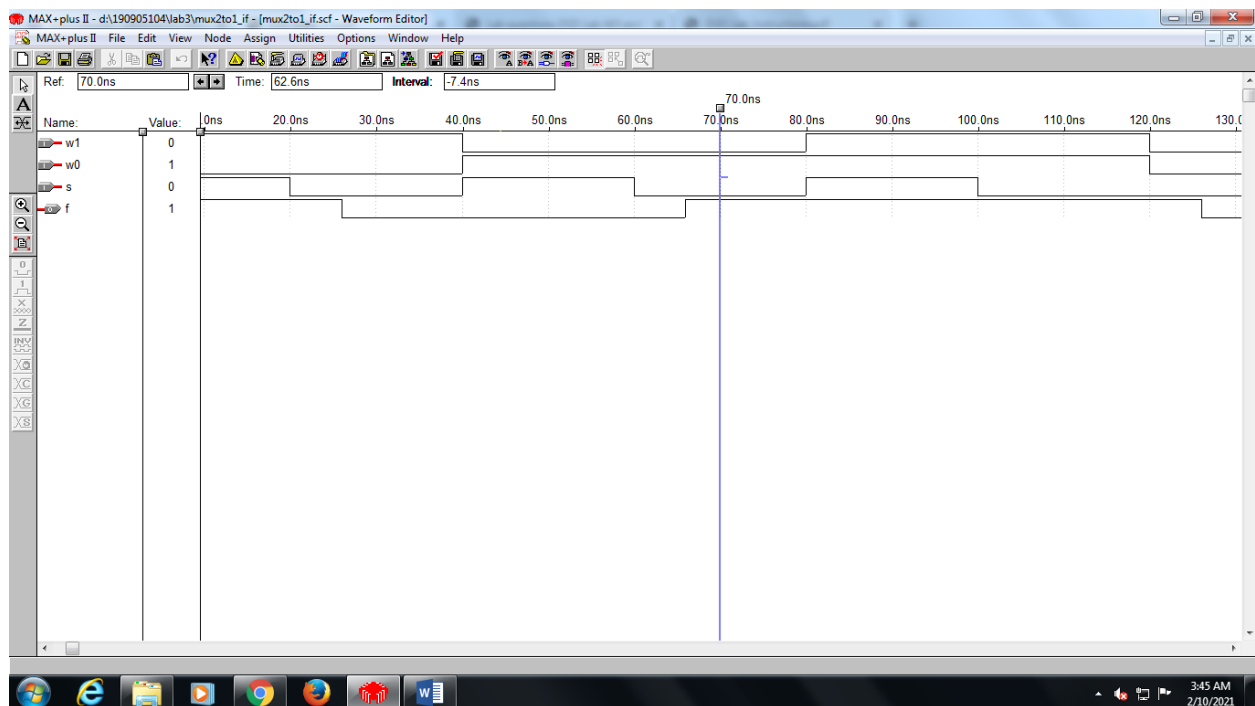 MAX+plus II - d:\190905104\lab3\mux2to1_if - [mux2to1_if.scf - Waveform Editor]
MAX+plus II File Edit View Node Assign Utilities Options Window Help
Ref: 70.0ns Time: 62.6ns Interval: -7.4ns
70.0ns
Name: Value: 10.0ns 20.0ns 30.0ns 40.0ns 50.0ns 60.0ns 70.0ns 80.0ns 90.0ns 100.0ns 110.0ns 120.0ns 130.0
w1 0
w0 1
s 0
f 1
3:45 AM
2/10/2021